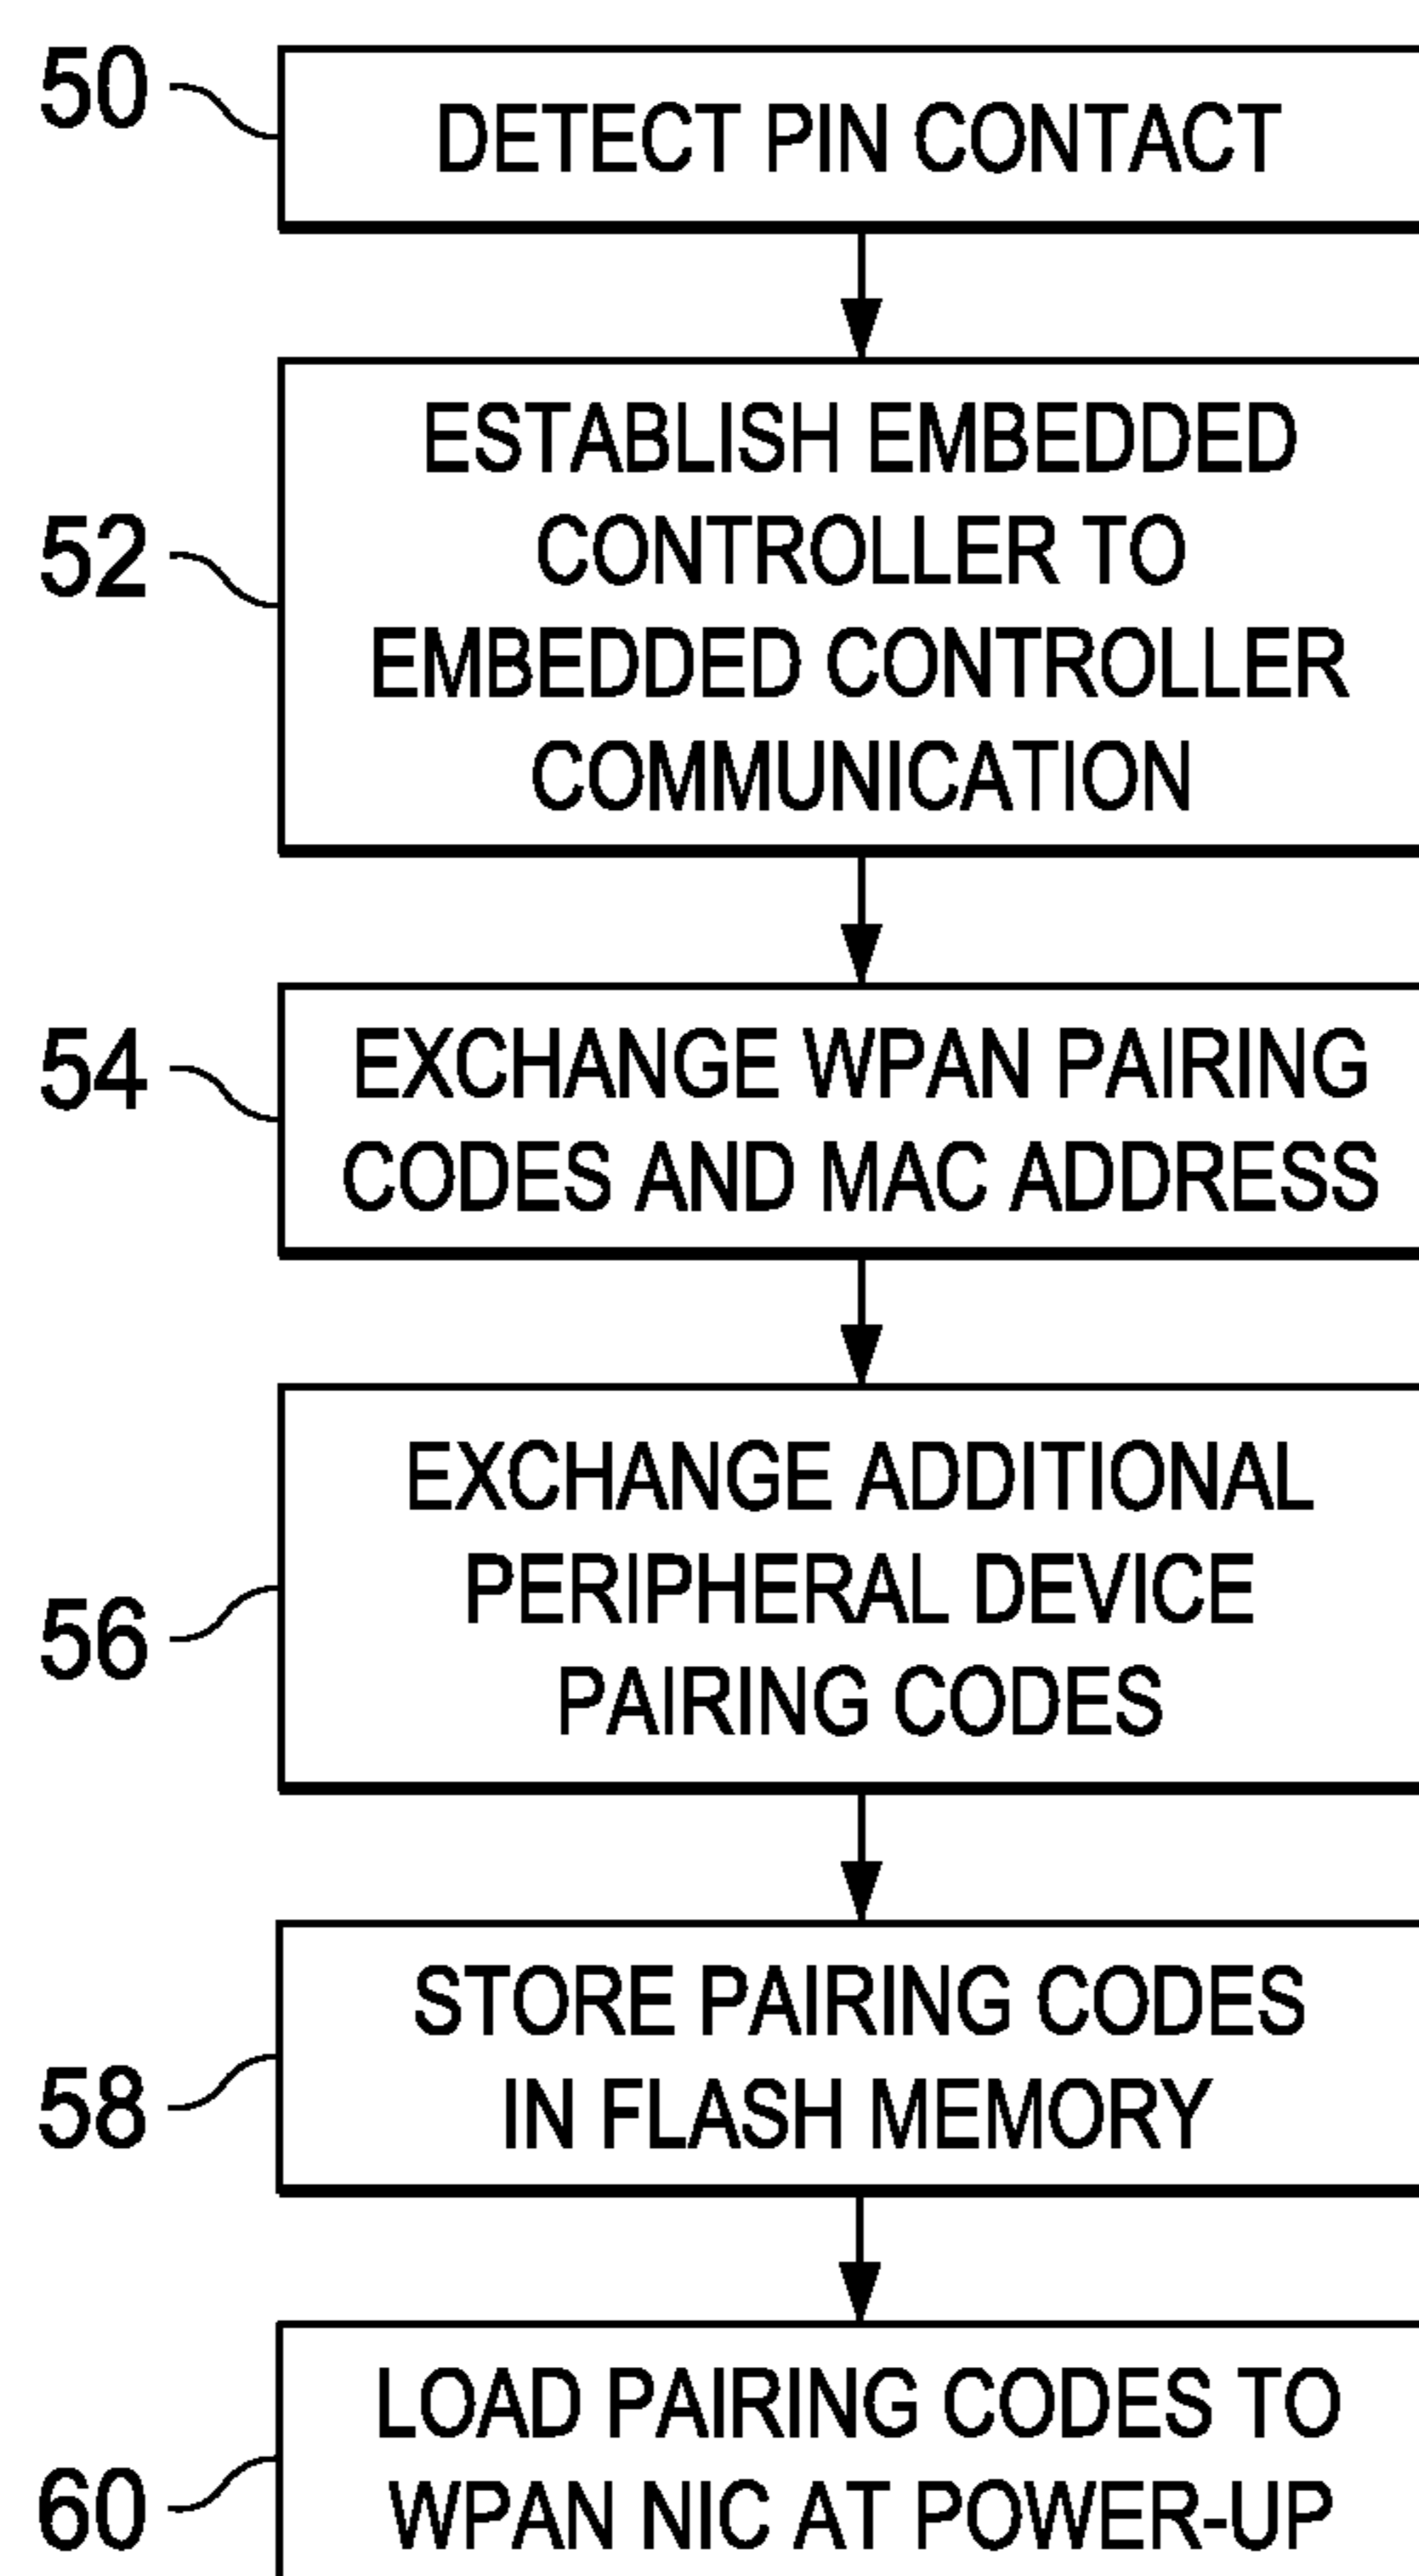 50
DETECT PIN CONTACT
52
ESTABLISH EMBEDDED
CONTROLLER TO
EMBEDDED CONTROLLER
COMMUNICATION
54
EXCHANGE WPAN PAIRING
CODES AND MAC ADDRESS
56
EXCHANGE ADDITIONAL
PERIPHERAL DEVICE
PAIRING CODES
58
STORE PAIRING CODES
IN FLASH MEMORY
60
LOAD PAIRING CODES TO
WPAN NIC AT POWER-UP